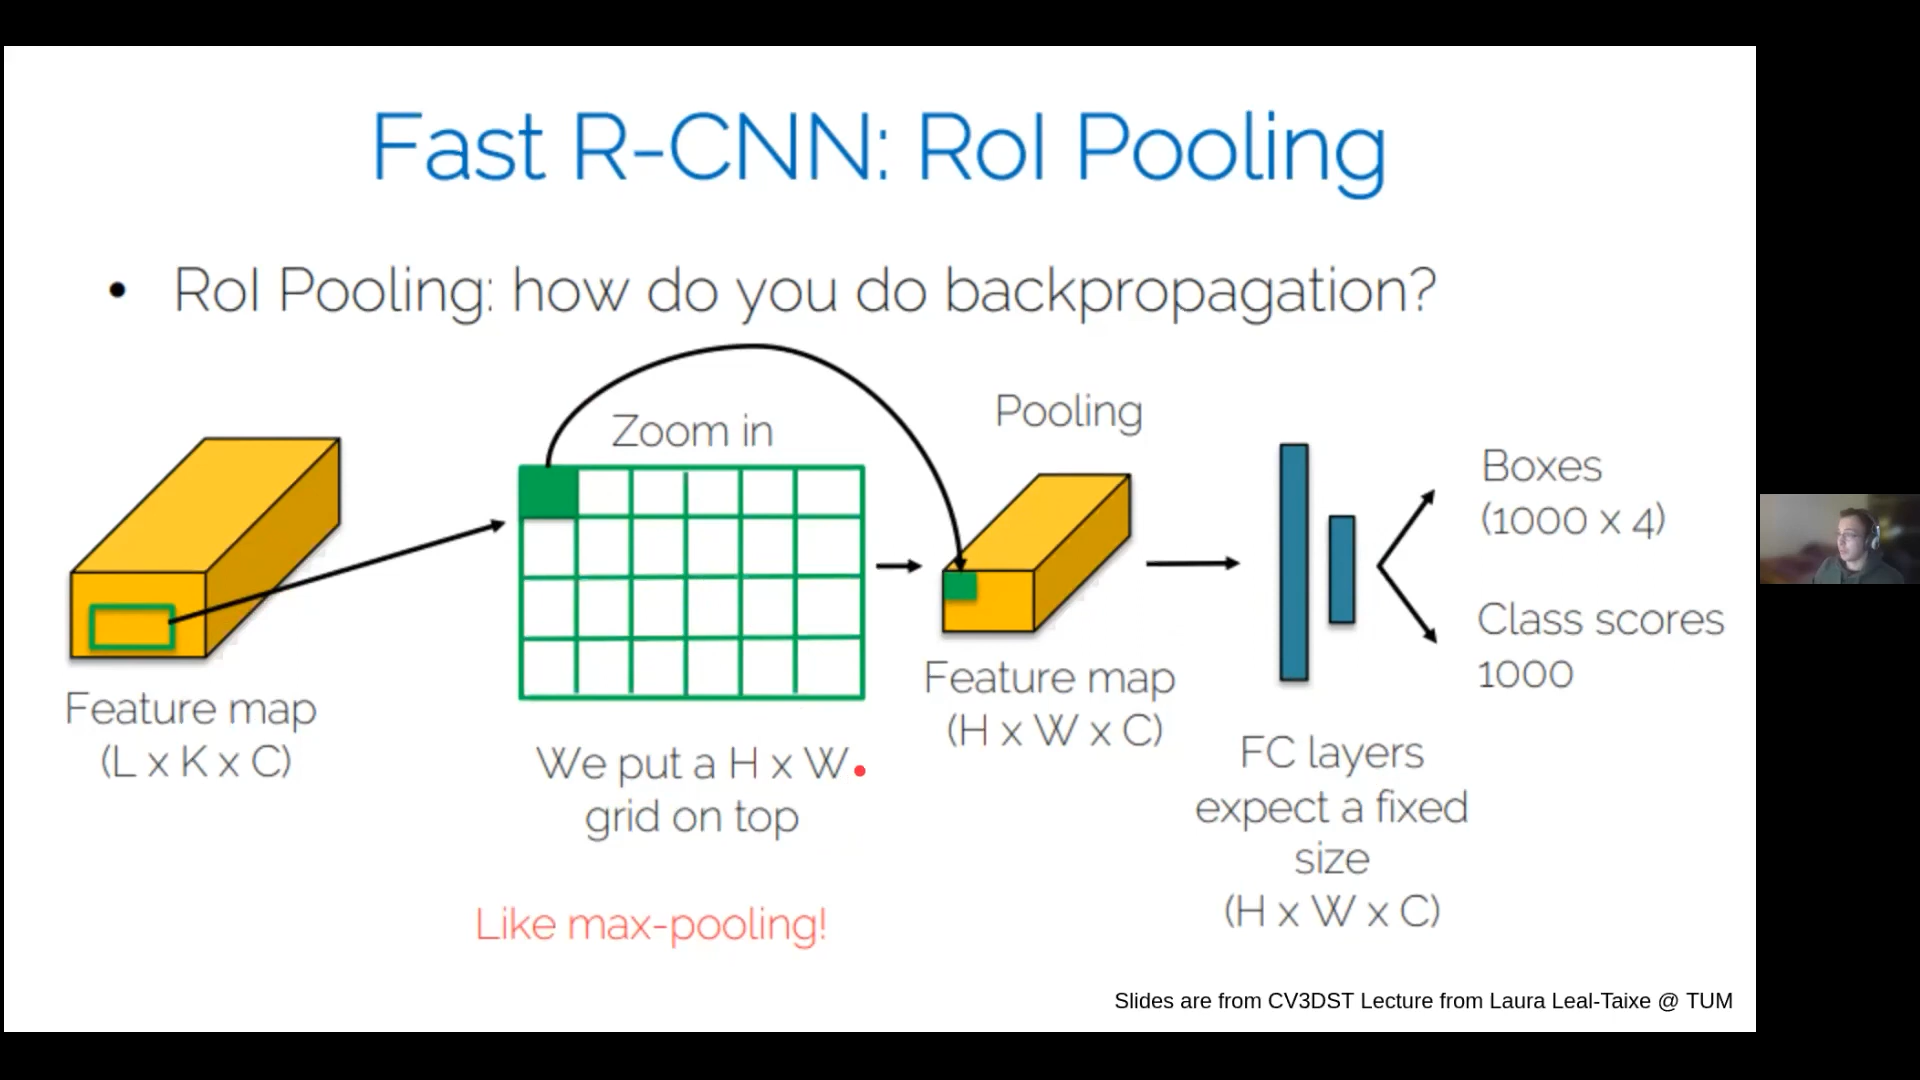 Fast R-CNN: RoI Pooling
• RoI Pooling: how do you do backpropagation?
Zoom in
Pooling
Boxes
(1000 x 4)
Class scores
1000
Feature map
(L x K x C)
We put a H x W
grid on top
Feature map
(H x W x C)
FC layers
expect a fixed
size
(H x W x C)
Like max-pooling!
Slides are from CV3DST Lecture from Laura Leal-Taixe @ TUM